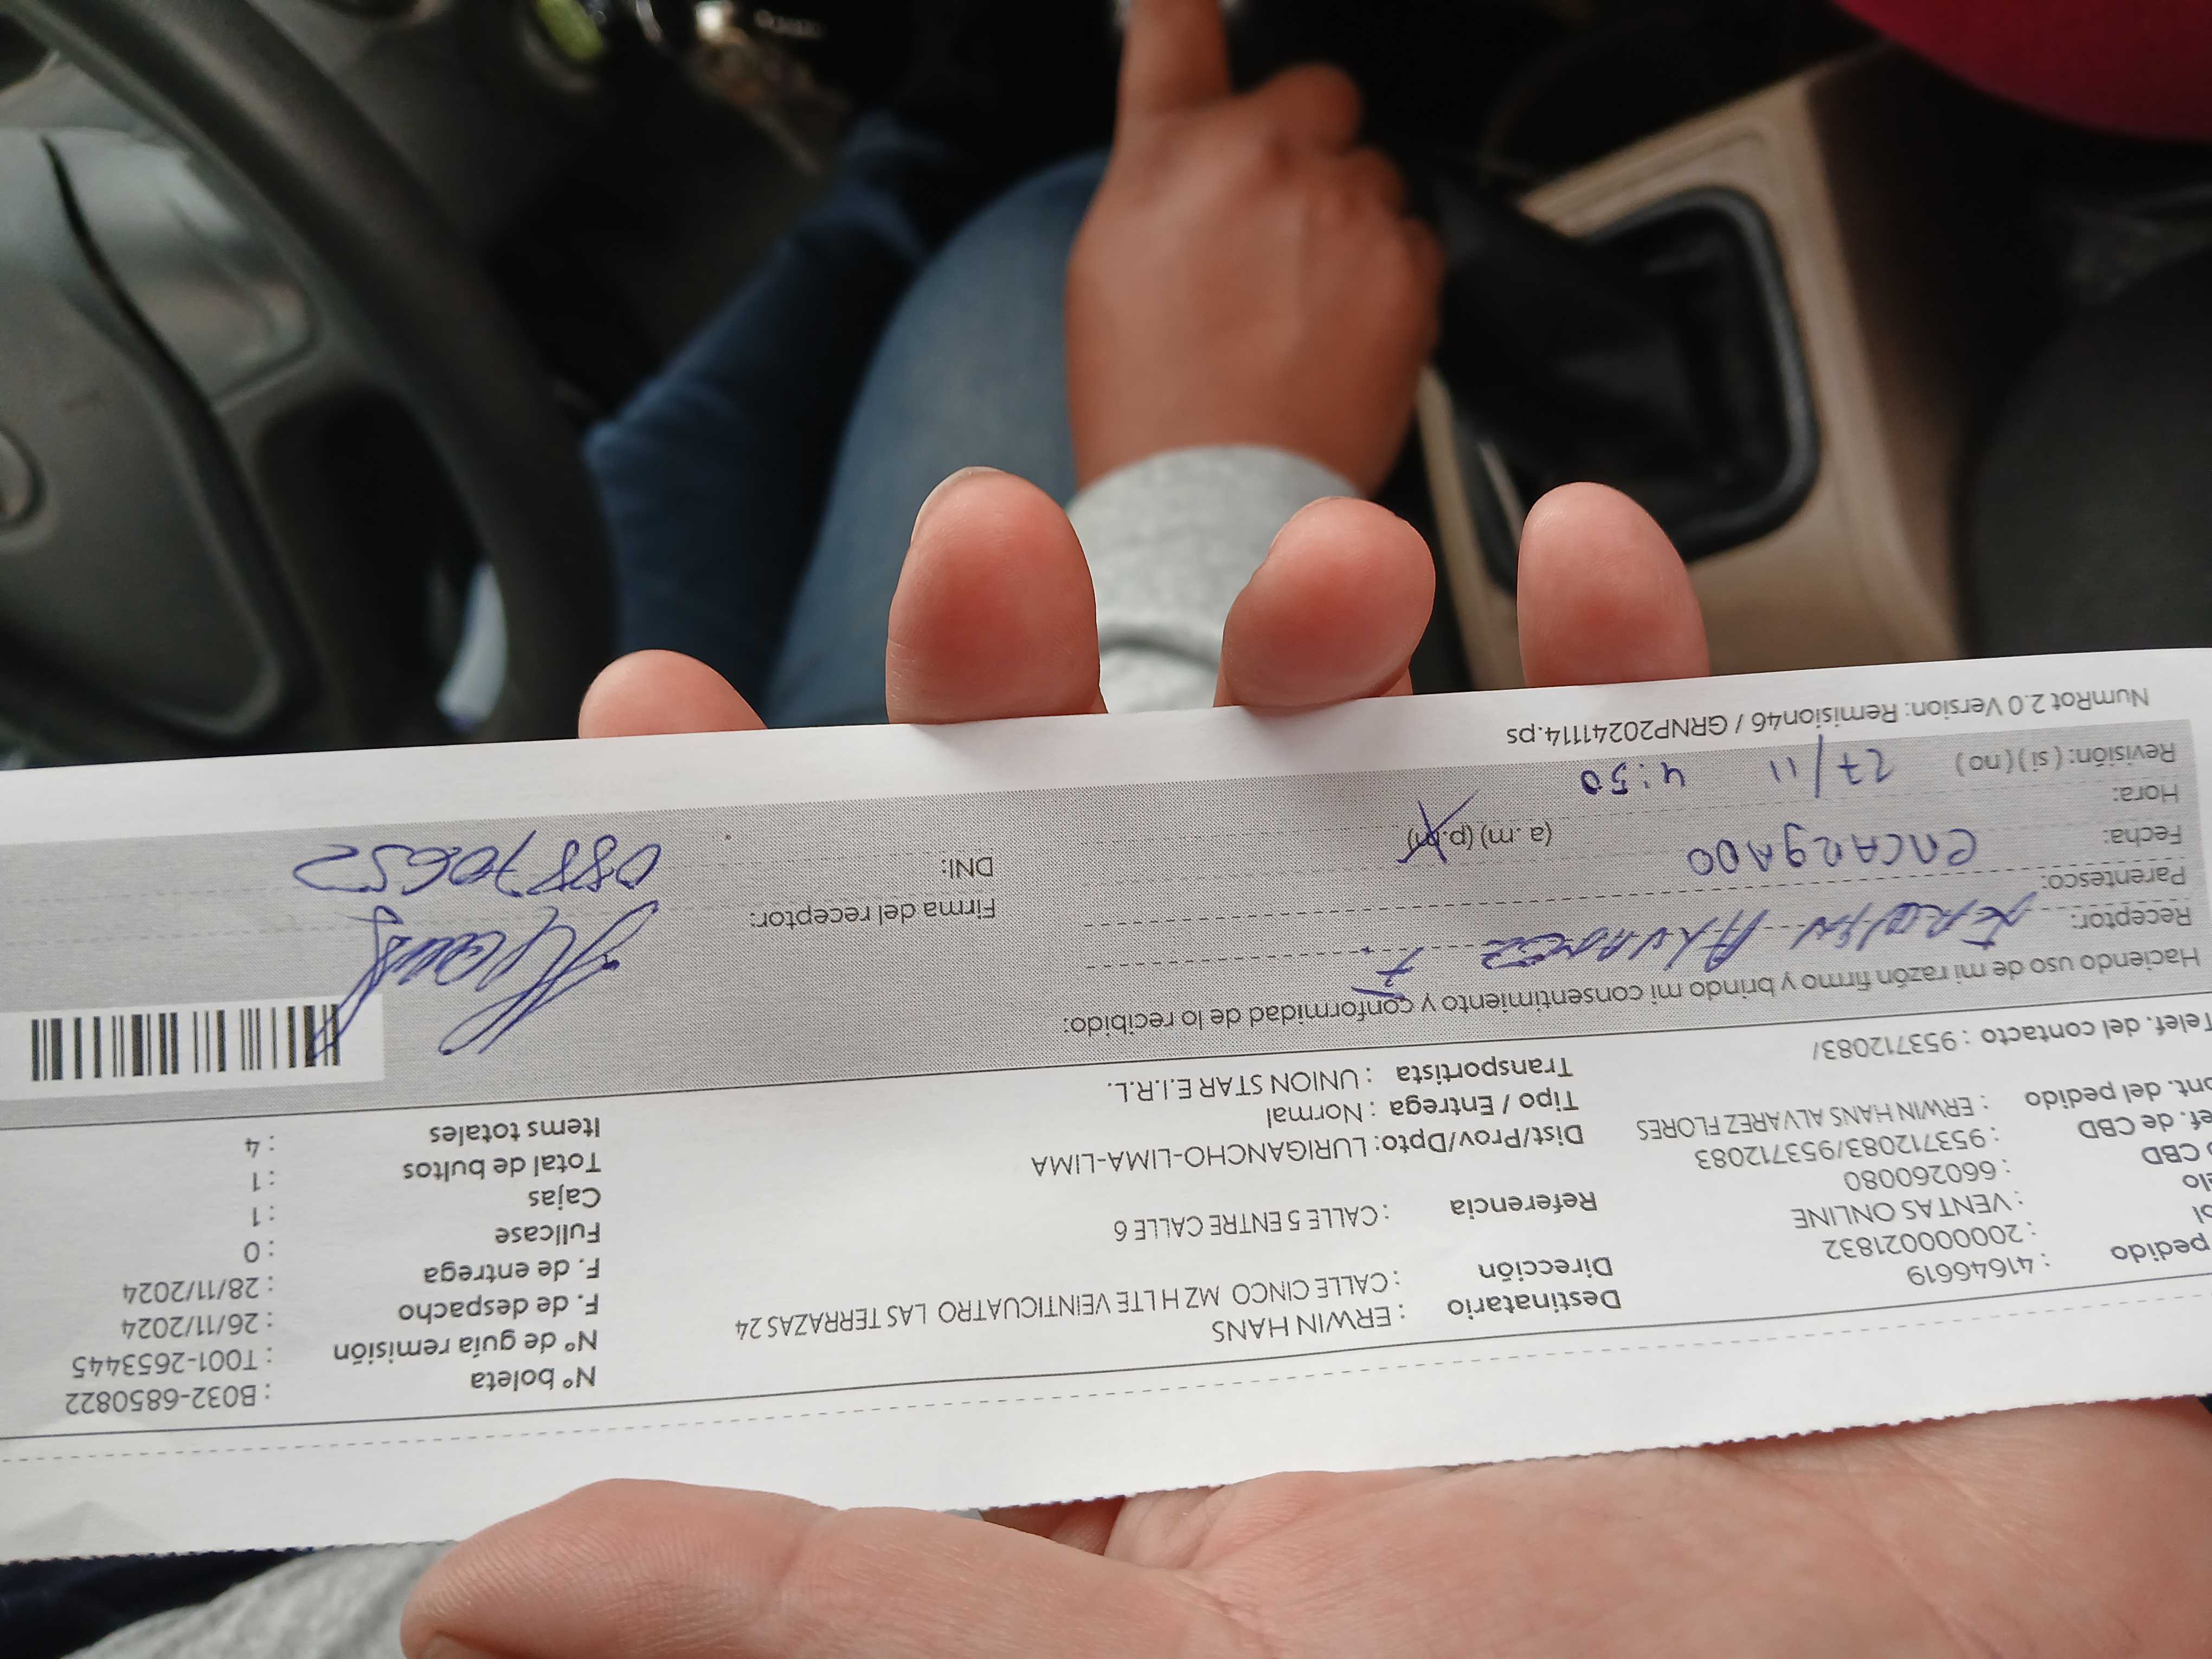 Nº boleta : B032-6850822
Nº de guía remisión : T001-2653445
F. de despacho : 26/11/2024
F. de entrega : 28/11/2024
Fullcase : 0
Cajas : 1
Total de bultos : 1
Items totales : 4
Destinatario : ERWIN HANS
Dirección : CALLE CINCO MZ H LTE VEINTICUATRO LAS TERRAZAS 24
Referencia : CALLE 5 ENTRE CALLE 6
Dist/Prov/Dpto: LURIGANCHO-LIMA-LIMA
Tipo / Entrega : Normal
Transportista : UNION STAR E.I.R.L.
pedido : 41646619
: 200000021832
: VENTAS ONLINE
CBD : 660260080
de CBD : 953712083/953712083
del pedido : ERWIN HANS ALVAREZ FLORES
Telef. del contacto : 953712083/
Haciendo uso de mi razón firmo y brindo mi consentimiento y conformidad de lo recibido:
Receptor: ALVAREZ F.
Parentesco: encargado
Fecha:
Hora: (a. m) (p.m)
Revisión: ( si ) ( no ) 27/11 4:50
Firma del receptor:
DNI:
NumRot 2.0 Version: Remision46 / GRNP20241114.ps